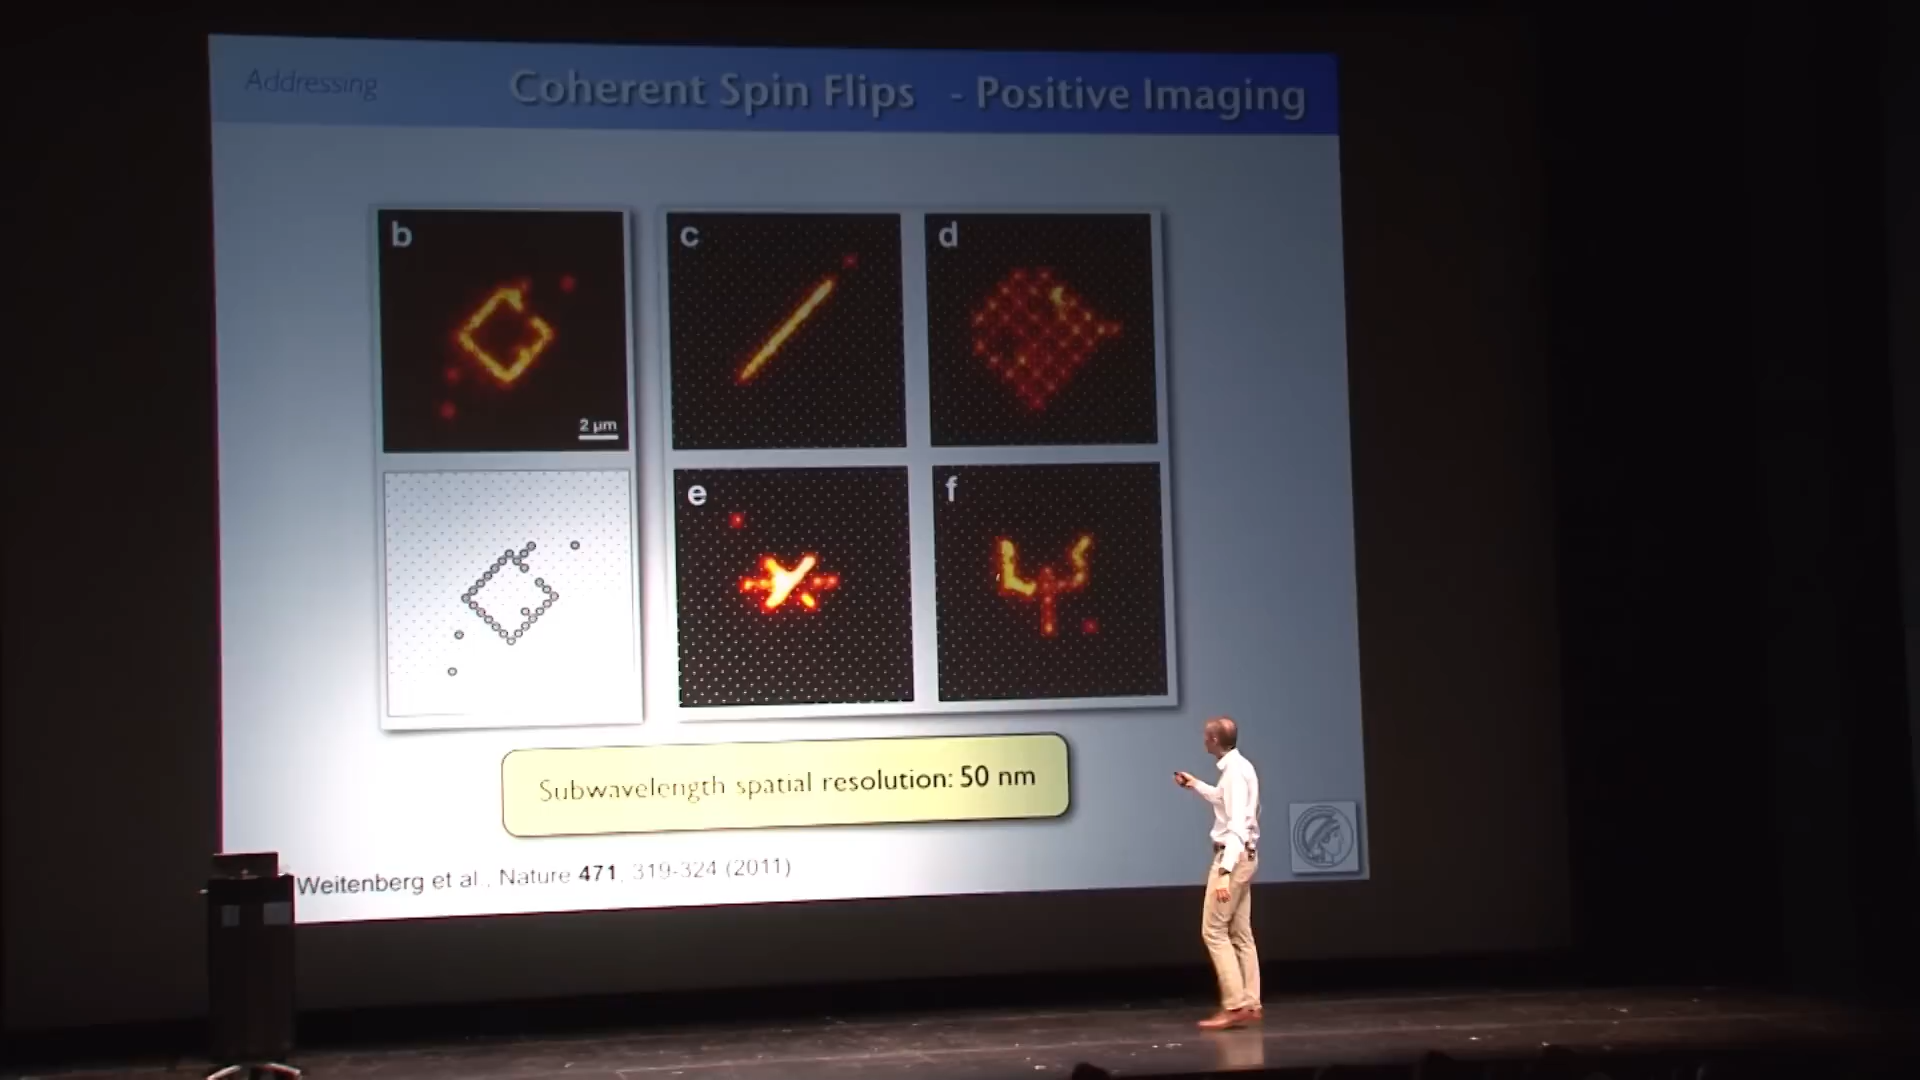 Addressing
Coherent Spin Flips - Positive Imaging
b
c
d
2 µm
e
f
Subwavelength spatial resolution: 50 nm
Weitenberg et al., Nature 471, 319-324 (2011)